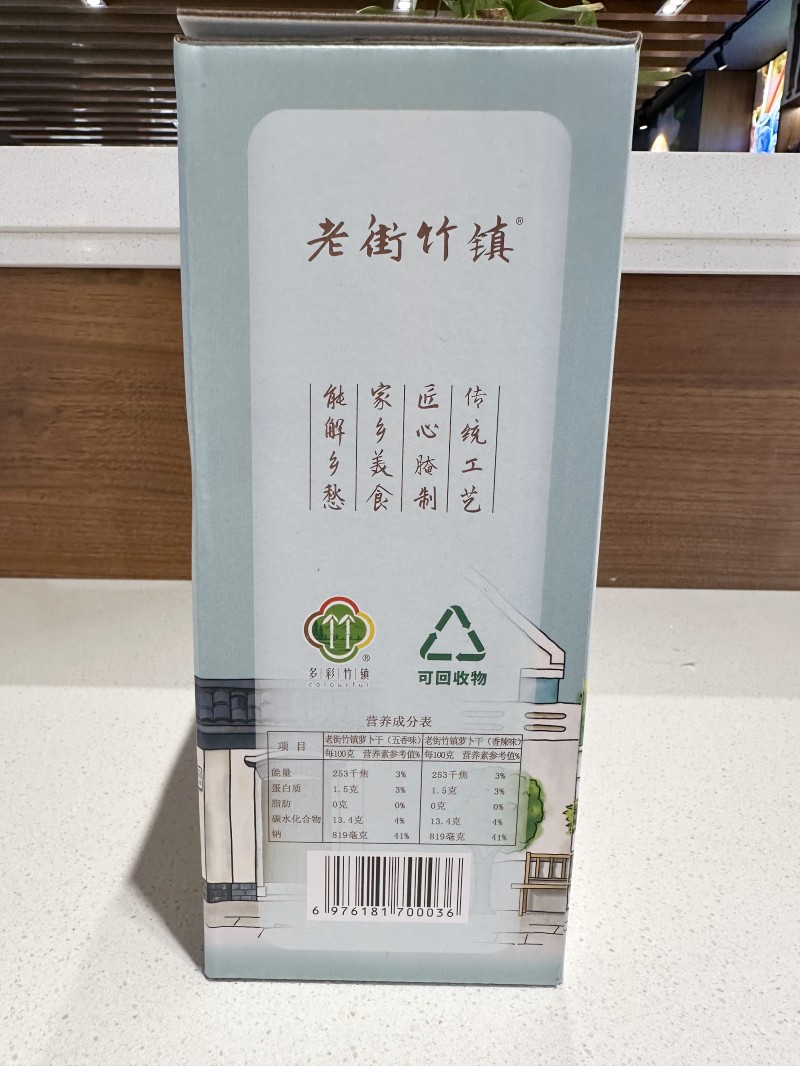 老街竹镇®
传统工艺
匠心腌制
家乡美食
能解乡愁
多彩竹镇®
colourful
可回收物
营养成分表
项目 老街竹镇萝卜干（五香味） 老街竹镇萝卜干（香辣味）
每100克 营养素参考值% 每100克 营养素参考值%
能量 253千焦 3% 253千焦 3%
蛋白质 1.5克 3% 1.5克 3%
脂肪 0克 0% 0克 0%
碳水化合物 13.4克 4% 13.4克 4%
钠 819毫克 41% 819毫克 41%
6 976181 700036